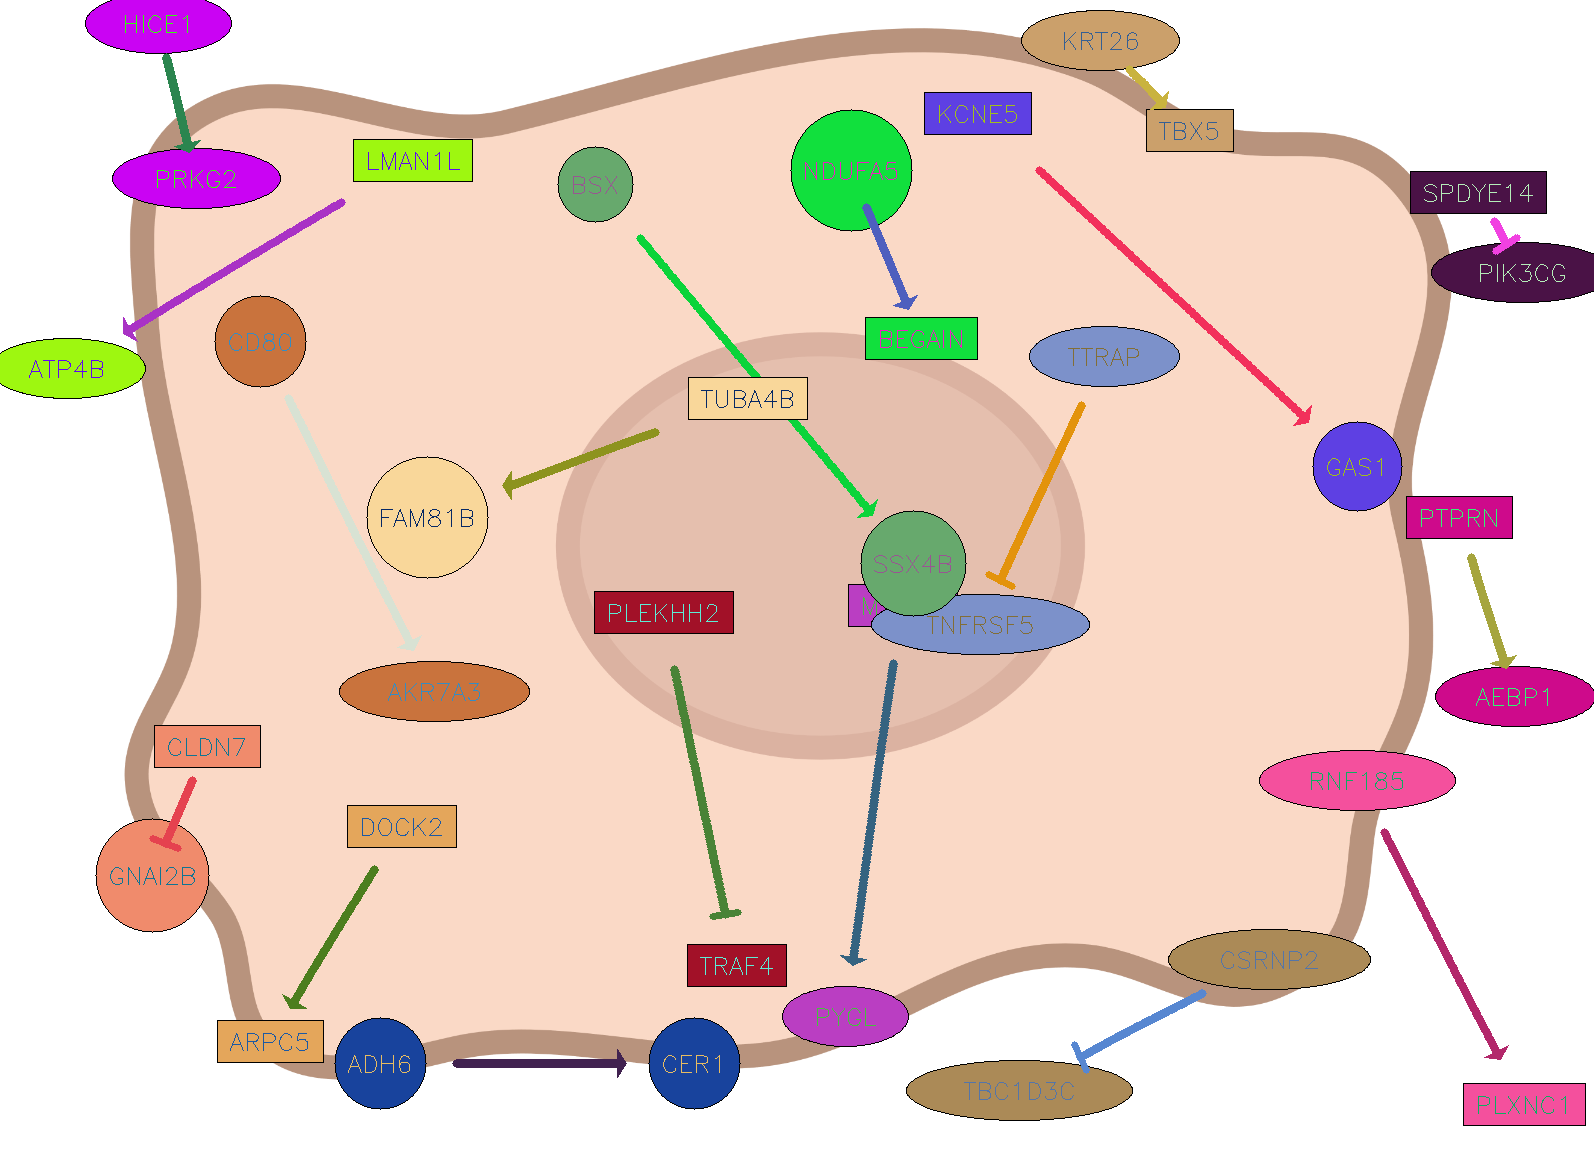 HICE1
KRT26
KCNE5
TBX5
LMAN1L
NDUFA5
PRKG2
BSX
SPDYE14
PIK3CG
CD80
BEGAIN
TTRAP
ATP4B
TUBA4B
GAS1
FAM81B
PTPRN
SSX4B
PLEKHH2
TNFRSF5
AKR7A3
AEBP1
CLDN7
RNF185
DOCK2
GNAI2B
CSRNP2
TRAF4
PYGL
ARPC5
ADH6
CER1
TBC1D3C
PLXNC1